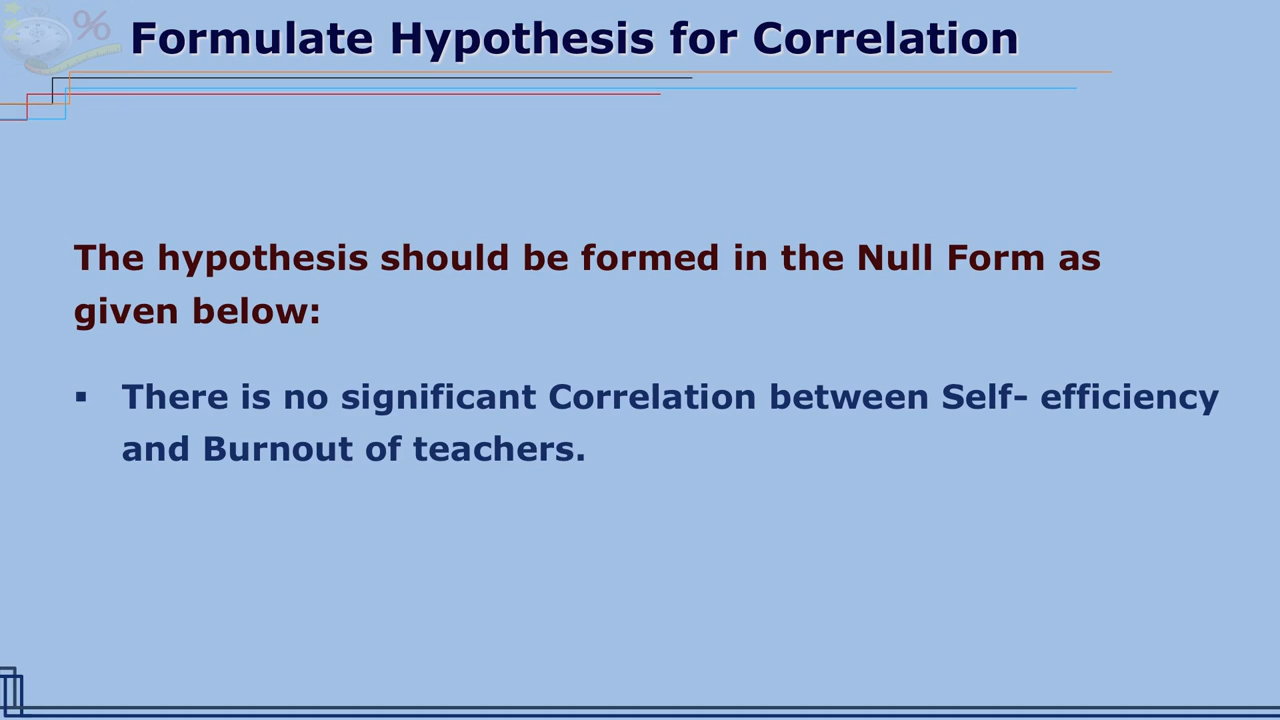 %
Formulate Hypothesis for Correlation
The hypothesis should be formed in the Null Form as
given below:
▪ There is no significant Correlation between Self- efficiency
and Burnout of teachers.